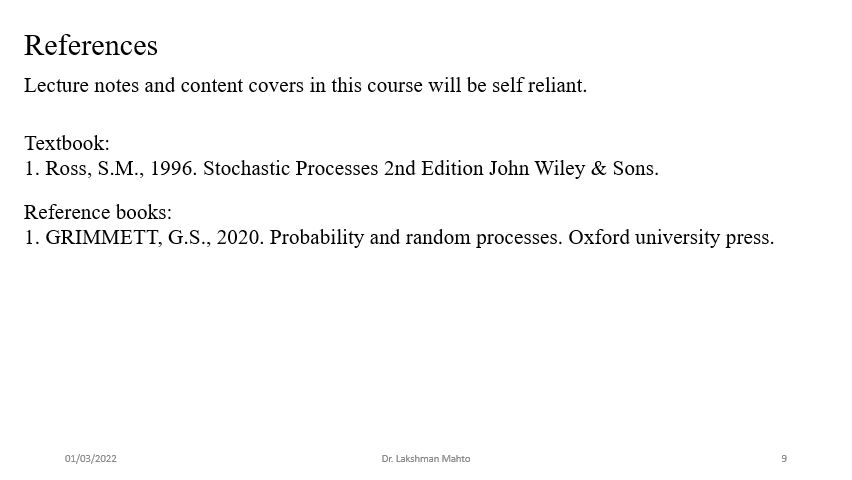 References
Lecture notes and content covers in this course will be self reliant.
Textbook:
1. Ross, S.M., 1996. Stochastic Processes 2nd Edition John Wiley & Sons.
Reference books:
1. GRIMMETT, G.S., 2020. Probability and random processes. Oxford university press.
01/03/2022
Dr. Lakshman Mahto
9